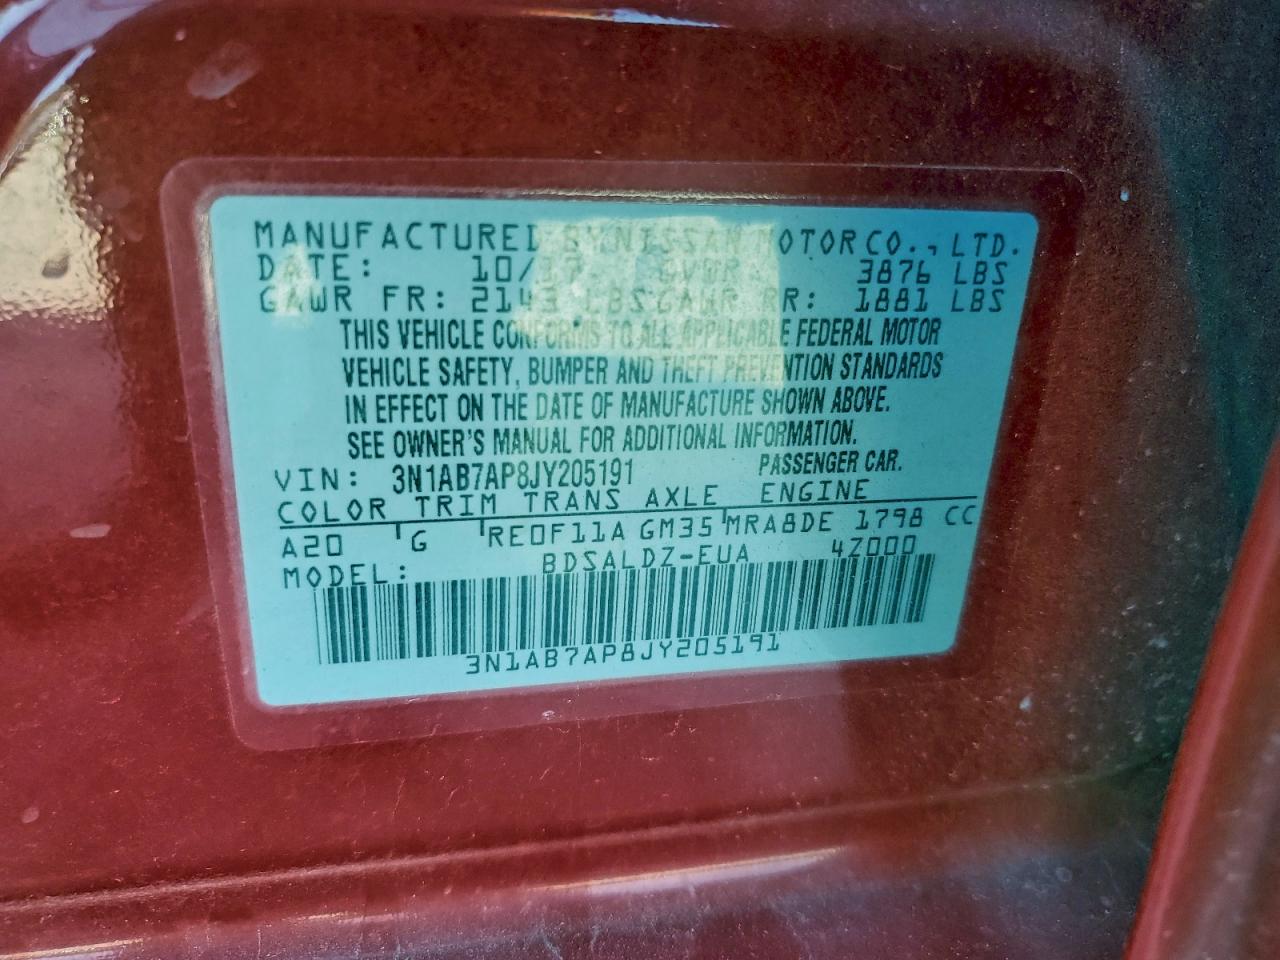 MANUFACTURED BY NISSAN MOTOR CO., LTD.
DATE: 10/17 GVWR 3876 LBS
GAWR FR: 2143 LBS GAWR RR: 1881 LBS
THIS VEHICLE CONFORMS TO ALL APPLICABLE FEDERAL MOTOR
VEHICLE SAFETY, BUMPER AND THEFT PREVENTION STANDARDS
IN EFFECT ON THE DATE OF MANUFACTURE SHOWN ABOVE.
SEE OWNER'S MANUAL FOR ADDITIONAL INFORMATION.
VIN: 3N1AB7AP8JY205191 PASSENGER CAR.
COLOR TRIM TRANS AXLE ENGINE
A20 G RE0F11A GM35 MRA8DE 1798 CC
MODEL: BDSALDZ-EUA 4Z000
3N1AB7AP8JY205191